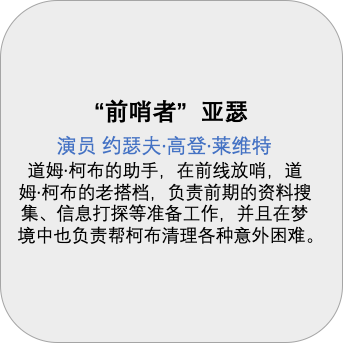 “前哨者” 亚瑟
演员 约瑟夫·高登·莱维特
道姆·柯布的助手，在前线放哨，道
姆·柯布的老搭档，负责前期的资料搜
集、信息打探等准备工作，并且在梦
境中也负责帮柯布清理各种意外困难。